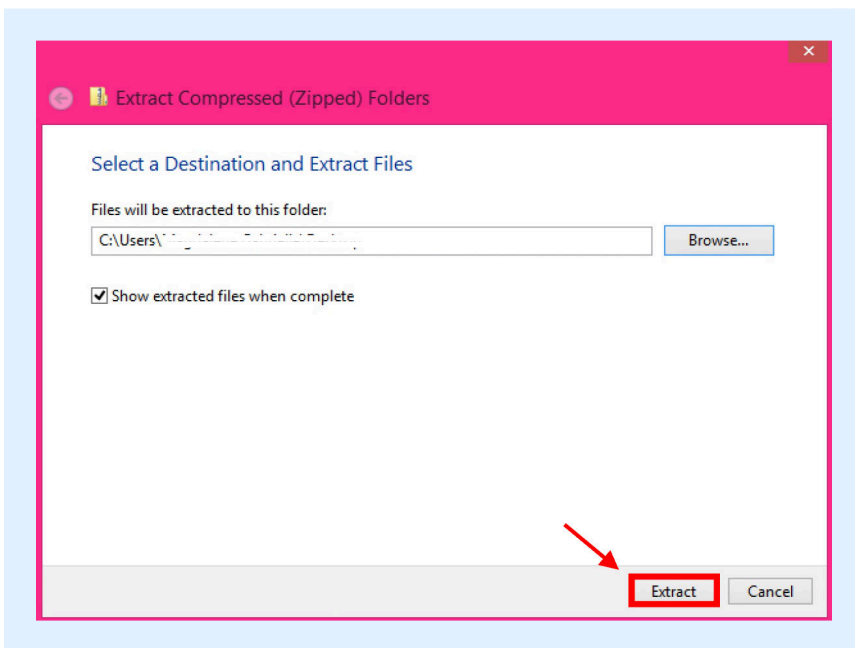 Extract Compressed (Zipped) Folders
Select a Destination and Extract Files
Files will be extracted to this folder:
C:\Users\
Browse...
Show extracted files when complete
Extract
Cancel